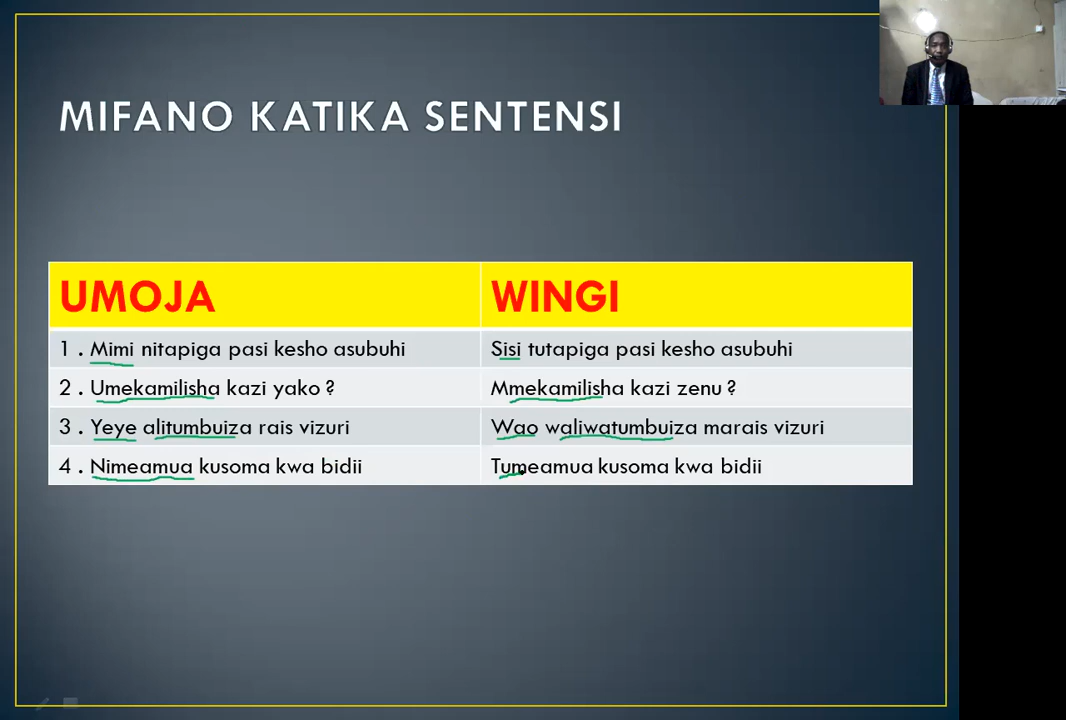 MIFANO KATIKA SENTENSI
UMOJA WINGI
1 . Mimi nitapiga pasi kesho asubuhi Sisi tutapiga pasi kesho asubuhi
2 . Umekamilisha kazi yako ? Mmekamilisha kazi zenu ?
3 . Yeye alitumbuiza rais vizuri Wao waliwatumbuiza marais vizuri
4 . Nimeamua kusoma kwa bidii Tumeamua kusoma kwa bidii